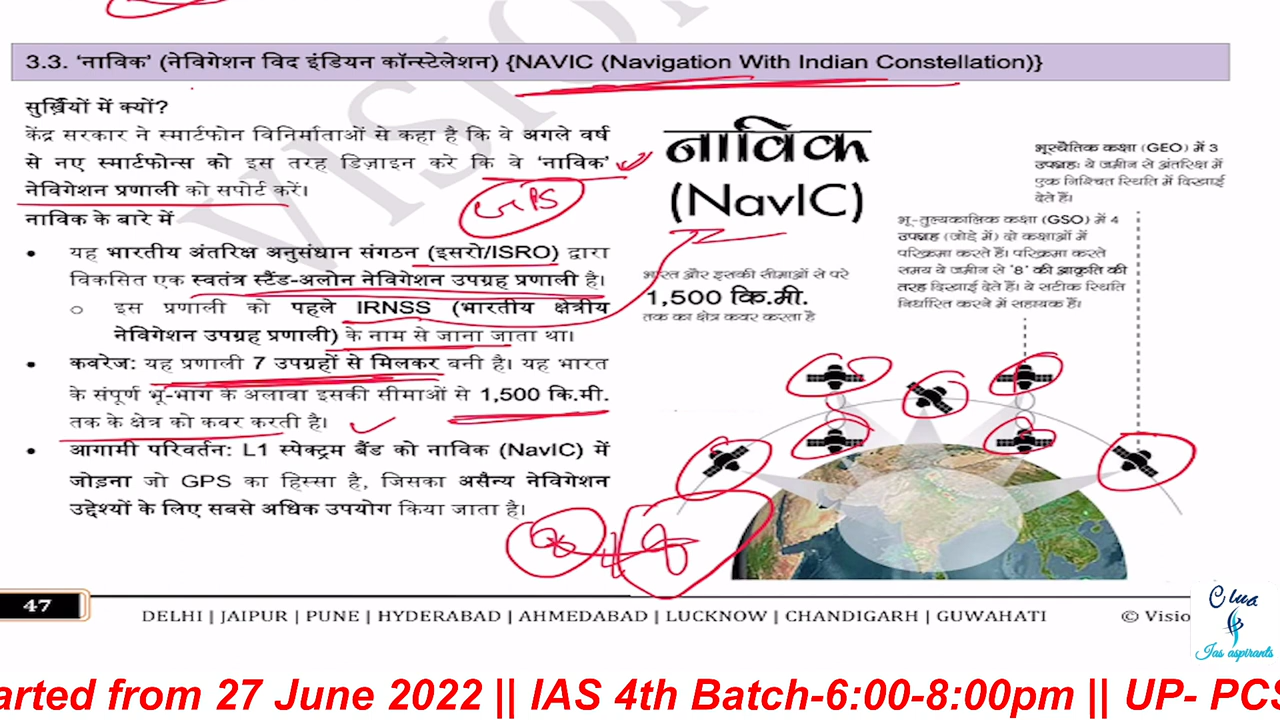 3.3. ‘नाविक’ (नेविगेशन विद इंडियन कॉन्स्टेलेशन) {NAVIC (Navigation With Indian Constellation)}
सुर्ख़ियों में क्यों?
केंद्र सरकार ने स्मार्टफोन विनिर्माताओं से कहा है कि वे अगले वर्ष
से नए स्मार्टफोन्स को इस तरह डिज़ाइन करे कि वे ‘नाविक’
नेविगेशन प्रणाली को सपोर्ट करें।
नाविक के बारे में
• यह भारतीय अंतरिक्ष अनुसंधान संगठन (इसरो/ISRO) द्वारा
विकसित एक स्वतंत्र स्टैंड-अलोन नेविगेशन उपग्रह प्रणाली है।
○ इस प्रणाली को पहले IRNSS (भारतीय क्षेत्रीय
नेविगेशन उपग्रह प्रणाली) के नाम से जाना जाता था।
• कवरेज: यह प्रणाली 7 उपग्रहों से मिलकर बनी है। यह भारत
के संपूर्ण भू-भाग के अलावा इसकी सीमाओं से 1,500 कि.मी.
तक के क्षेत्र को कवर करती है।
• आगामी परिवर्तन: L1 स्पेक्ट्रम बैंड को नाविक (NavIC) में
जोड़ना जो GPS का हिस्सा है, जिसका असैन्य नेविगेशन
उद्देश्यों के लिए सबसे अधिक उपयोग किया जाता है।
GPS
नाविक
(NavIC)
भारत और इसकी सीमाओं से परे
1,500 कि.मी.
तक का क्षेत्र कवर करता है
भूस्थैतिक कक्षा (GEO) में 3
उपग्रह: ये जमीन से अंतरिक्ष में
एक निश्चित स्थिति में दिखाई
देते हैं।
भू-तुल्यकालिक कक्षा (GSO) में 4
उपग्रह (जोड़े में) दो कक्षाओं में
परिक्रमा करते हैं। परिक्रमा करते
समय वे जमीन से '8' की आकृति की
तरह दिखाई देते हैं। ये सटीक स्थिति
निर्धारित करने में सहायक हैं।
47
DELHI | JAIPUR | PUNE | HYDERABAD | AHMEDABAD | LUCKNOW | CHANDIGARH | GUWAHATI
© Visio
Ias aspirants
arted from 27 June 2022 || IAS 4th Batch-6:00-8:00pm || UP- PCS